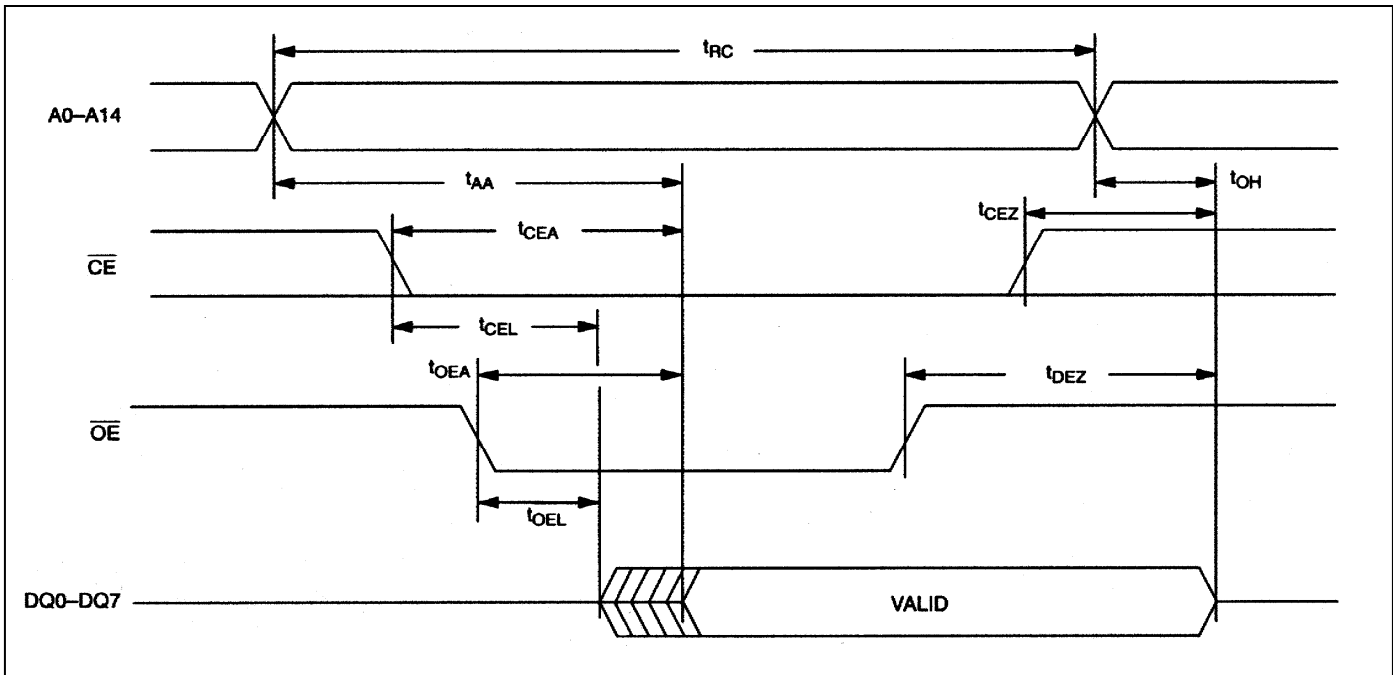 tRC
A0–A14
tAA
tOH
tCEZ
tCEA
CE
tCEL
tOEA
tDEZ
OE
tOEL
DQ0–DQ7
VALID